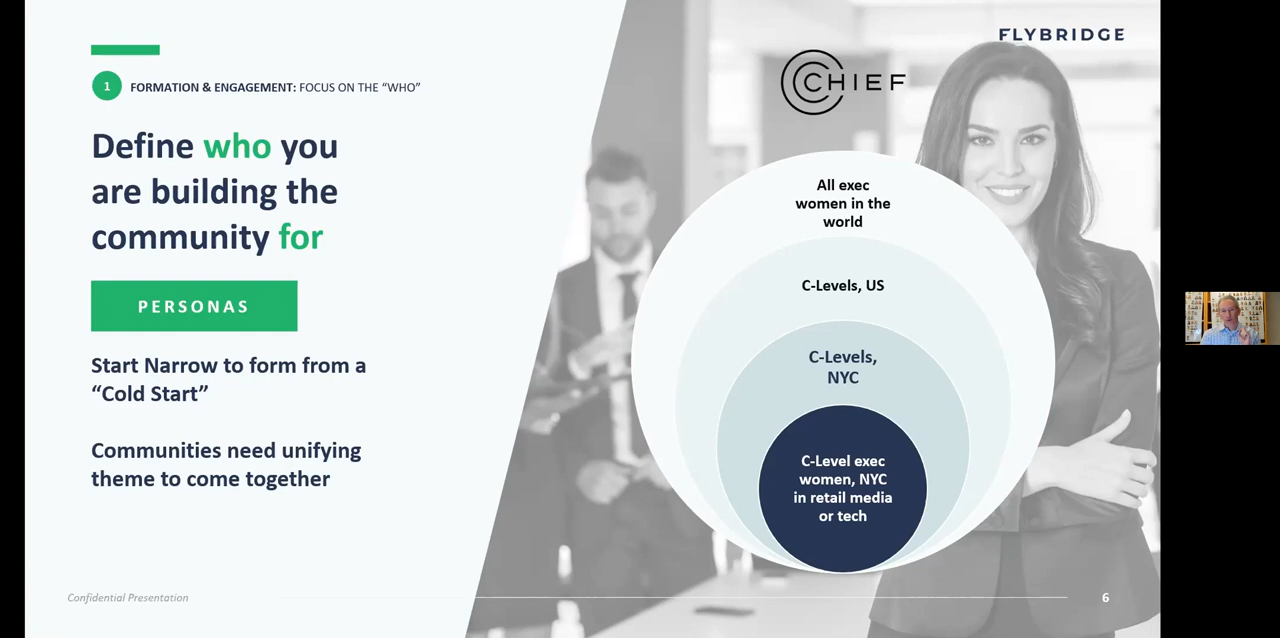 FLYBRIDGE
CHIEF
1
FORMATION & ENGAGEMENT: FOCUS ON THE “WHO”
Define who you
are building the
community for
PERSONAS
Start Narrow to form from a
“Cold Start”
Communities need unifying
theme to come together
All exec
women in the
world
C-Levels, US
C-Levels,
NYC
C-Level exec
women, NYC
in retail media
or tech
Confidential Presentation
6